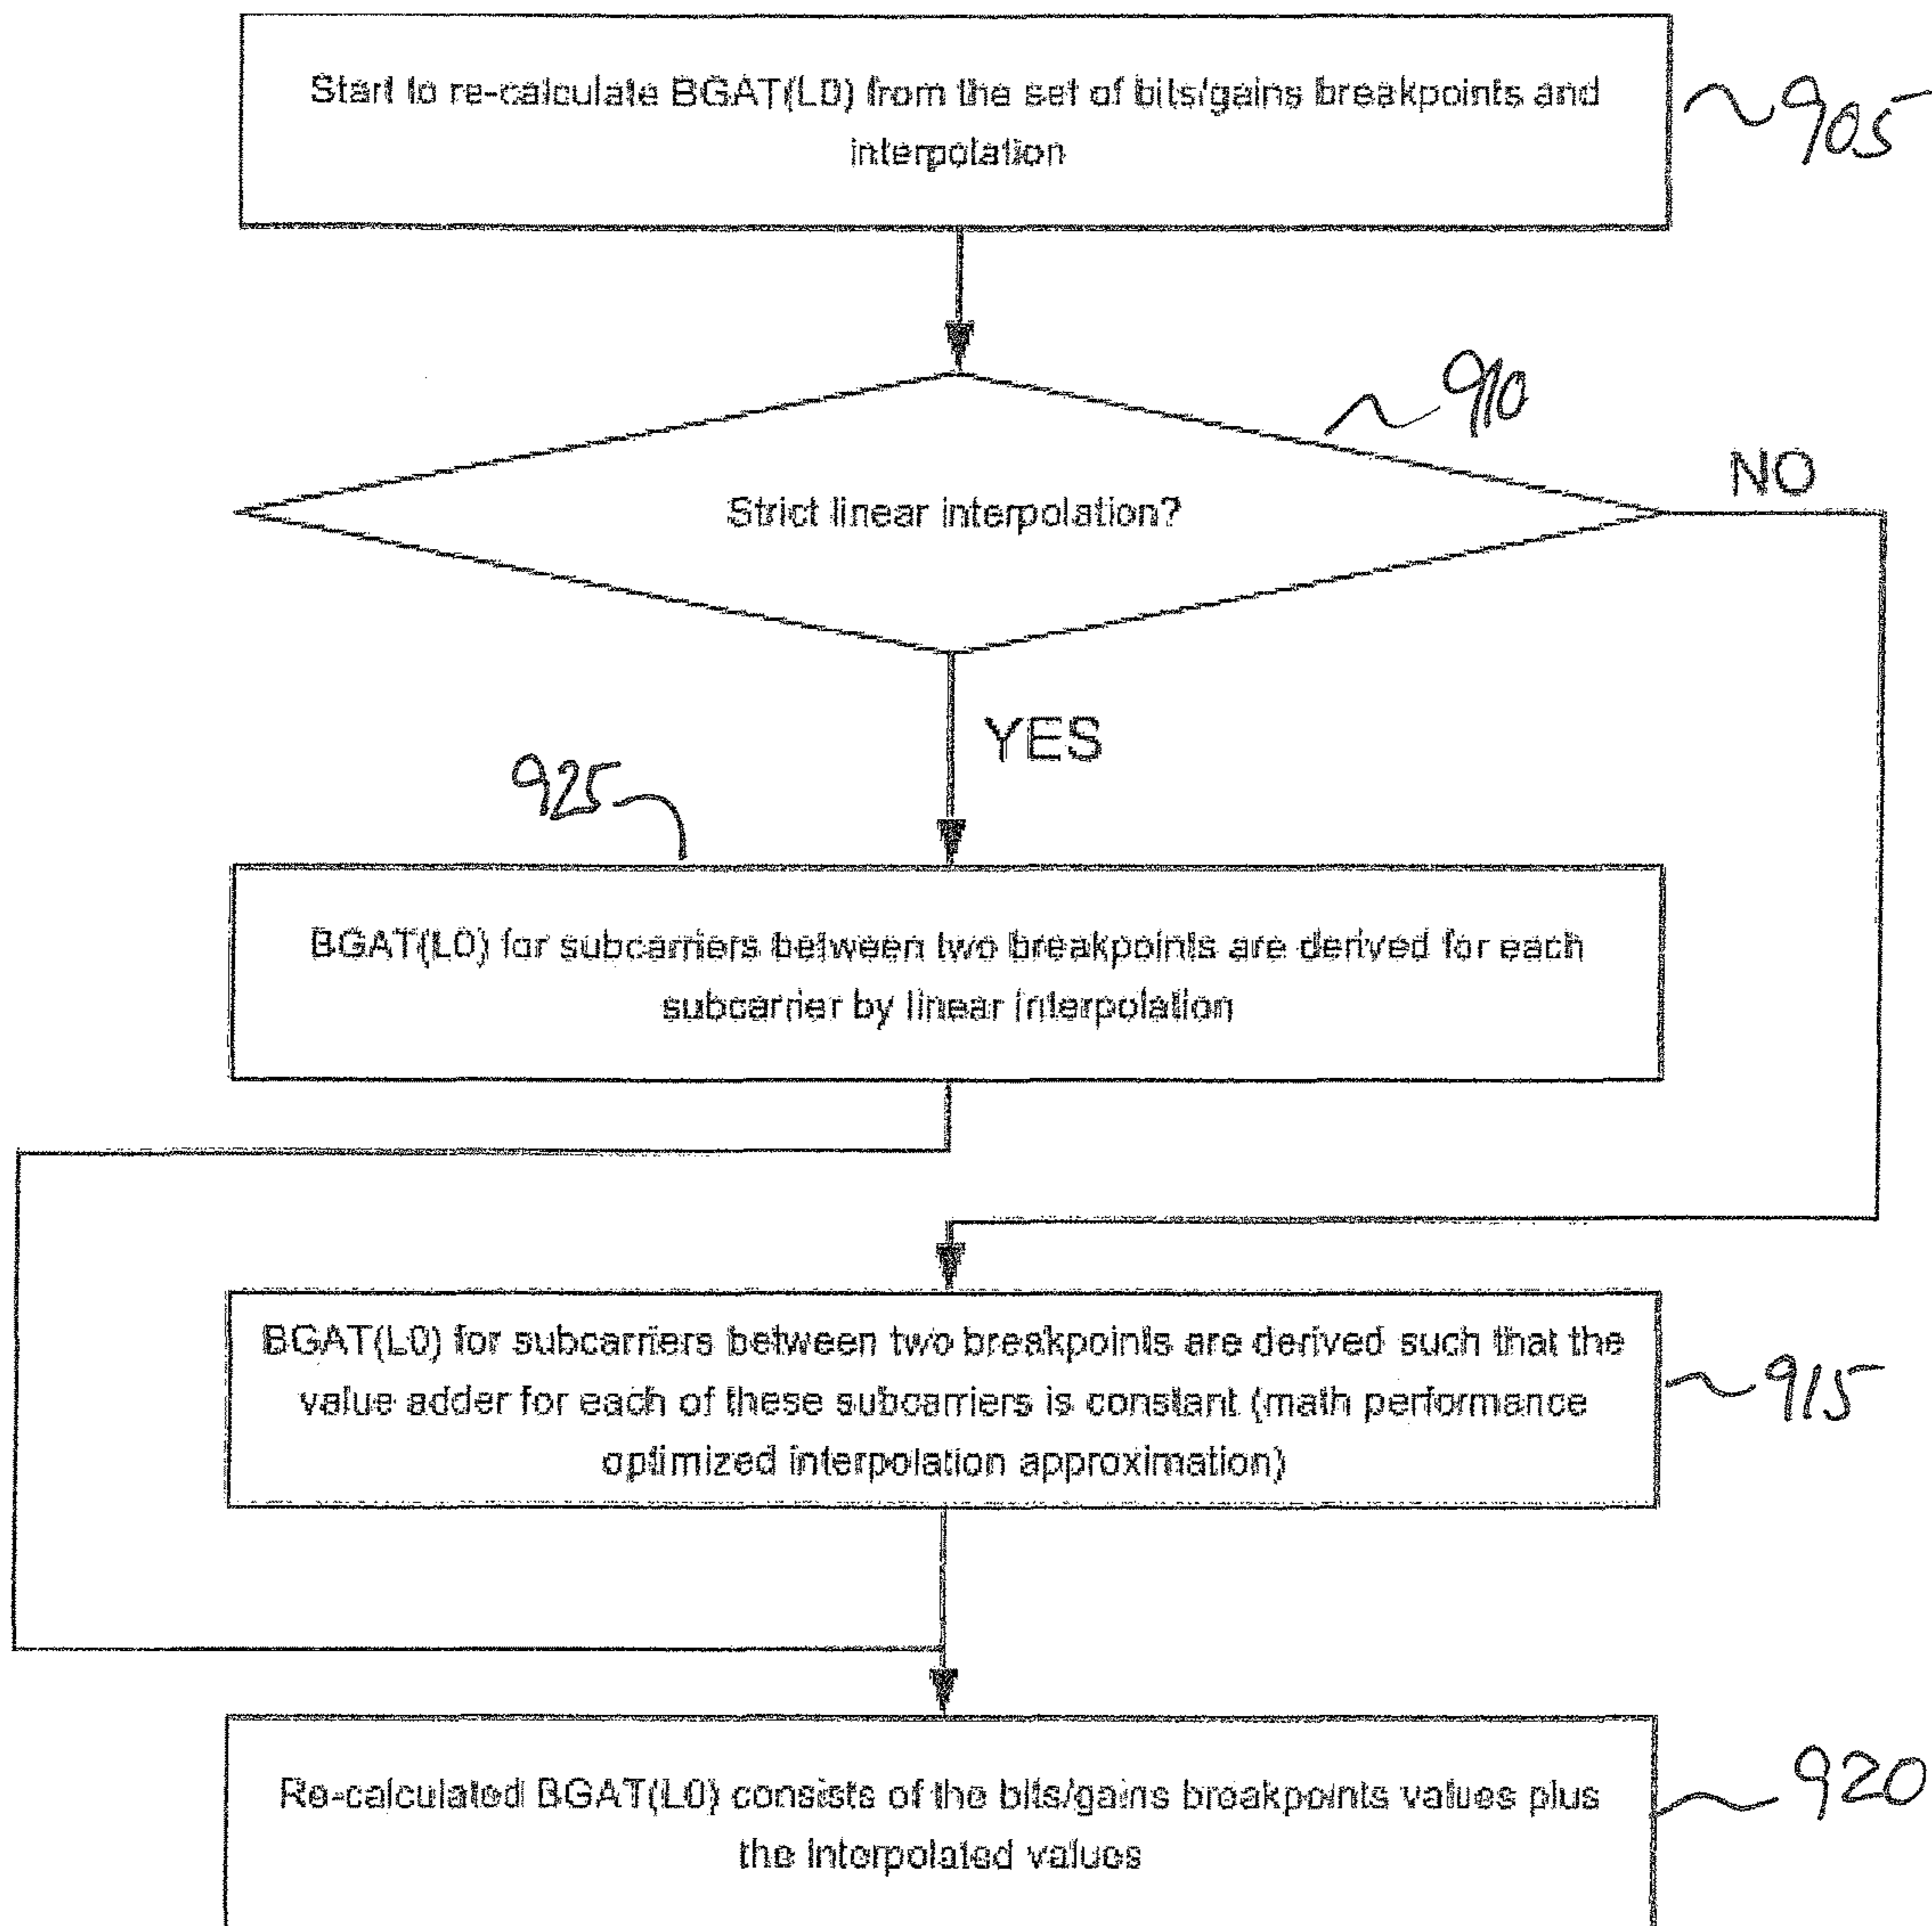 Start to re-calculate BGAT(L0) from the set of bits/gains breakpoints and
interpolation
905
910
NO
Strict linear interpolation?
YES
925
BGAT(L0) for subcarriers between two breakpoints are derived for each
subcarrier by linear interpolation
BGAT(L0) for subcarriers between two breakpoints are derived such that the
value adder for each of these subcarriers is constant (math performance
optimized interpolation approximation)
915
Re-calculated BGAT(L0) consists of the bits/gains breakpoints values plus
the interpolated values
920